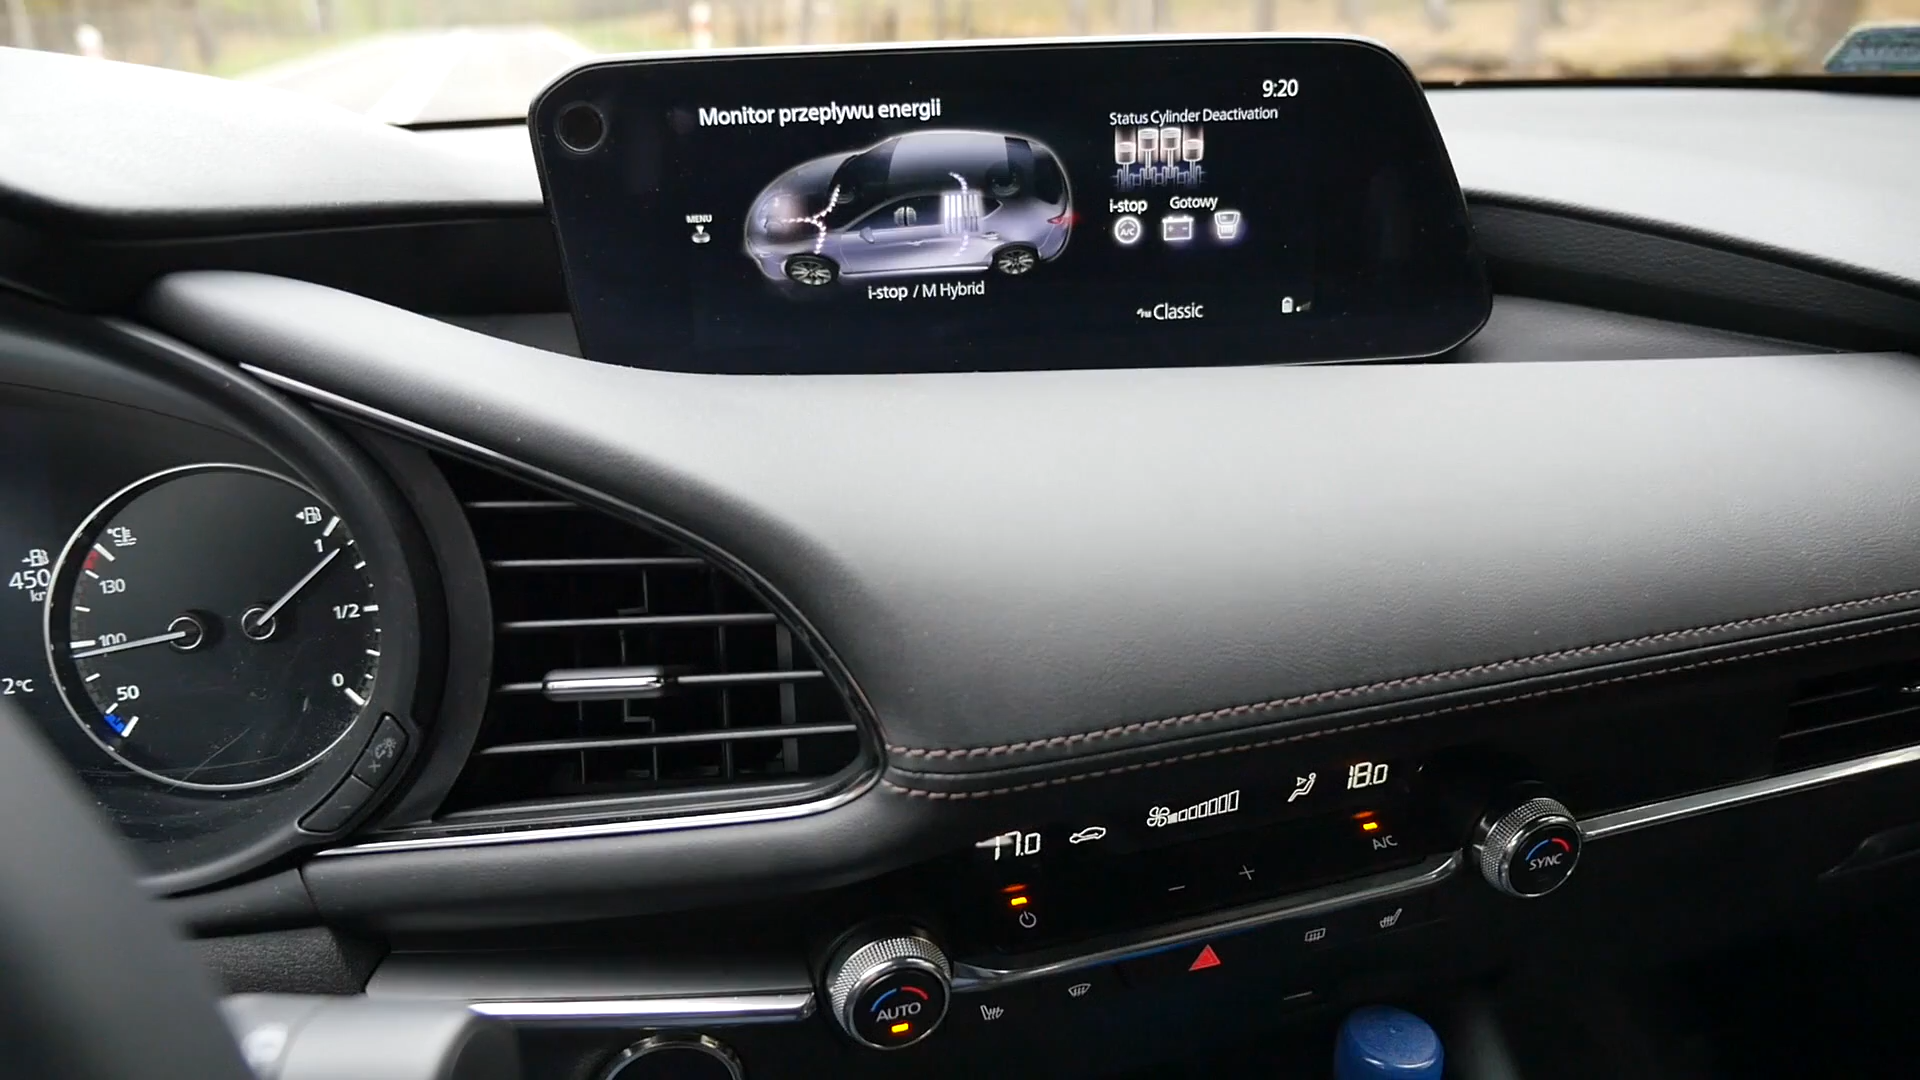 9:20
Monitor przepływu energii
Status Cylinder Deactivation
MENU
i-stop Gotowy
A/C
i-stop / M Hybrid
Classic
450
°C
130
100
50
1
1/2
0
2°C
17.0
18.0
A/C
SYNC
AUTO